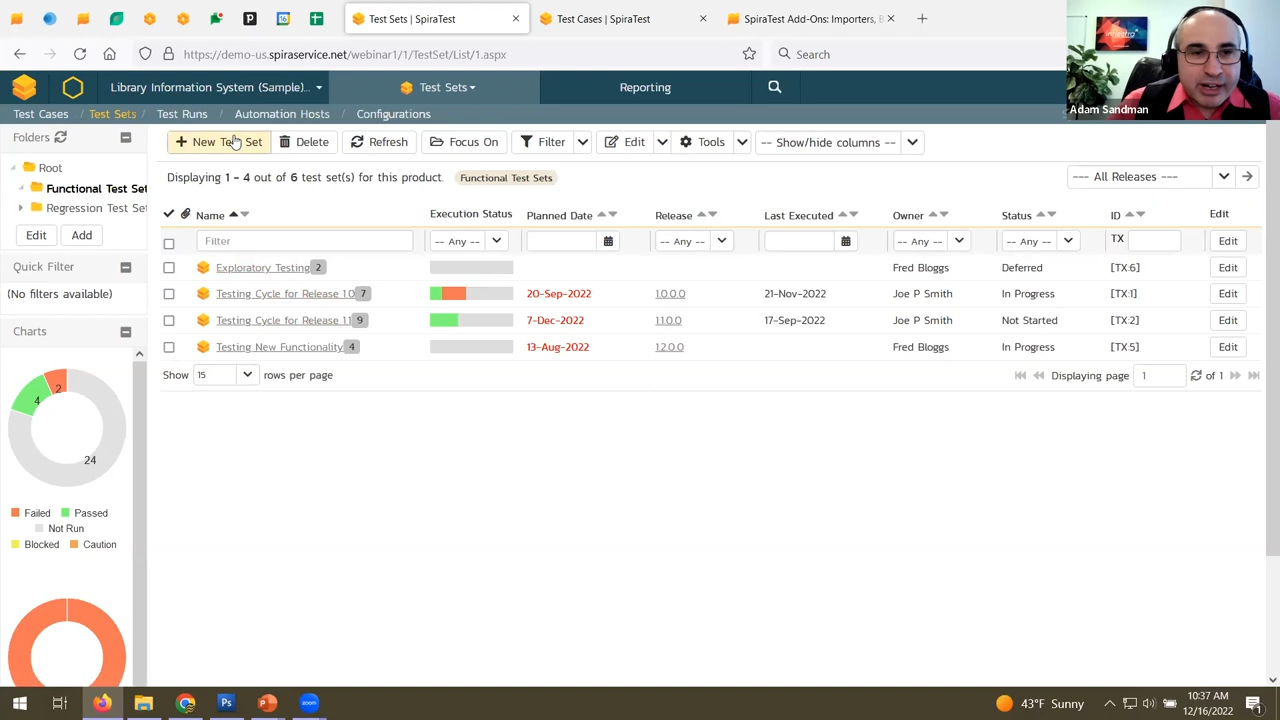 Test Sets | SpiraTest
Test Cases | SpiraTest
SpiraTest Add-Ons: Importers, B
https://demo-us.spiraservice.net/webinar
estSet/List/1.aspx
Search
Adam Sandman
Library Information System (Sample)...
Test Sets
Reporting
Test Cases / Test Sets / Test Runs / Automation Hosts / Configurations
Folders
New Test Set
Delete
Refresh
Focus On
Filter
Edit
Tools
-- Show/hide columns --
Root
Functional Test Set
Regression Test Set
Edit Add
Displaying 1 - 4 out of 6 test set(s) for this product. Functional Test Sets
--- All Releases ---
Name Execution Status Planned Date Release Last Executed Owner Status ID Edit
Filter -- Any -- -- Any -- -- Any -- -- Any -- TX Edit
Exploratory Testing 2 Fred Bloggs Deferred [TX:6] Edit
Testing Cycle for Release 1.0 7 20-Sep-2022 1.0.0.0 21-Nov-2022 Joe P Smith In Progress [TX:1] Edit
Testing Cycle for Release 1.1 9 7-Dec-2022 1.1.0.0 17-Sep-2022 Joe P Smith Not Started [TX:2] Edit
Testing New Functionality 4 13-Aug-2022 1.2.0.0 Fred Bloggs In Progress [TX:5] Edit
Show 15 rows per page
Displaying page 1 of 1
Quick Filter
(No filters available)
Charts
2
4
24
Failed Passed
Not Run
Blocked Caution
43°F Sunny
10:37 AM
12/16/2022